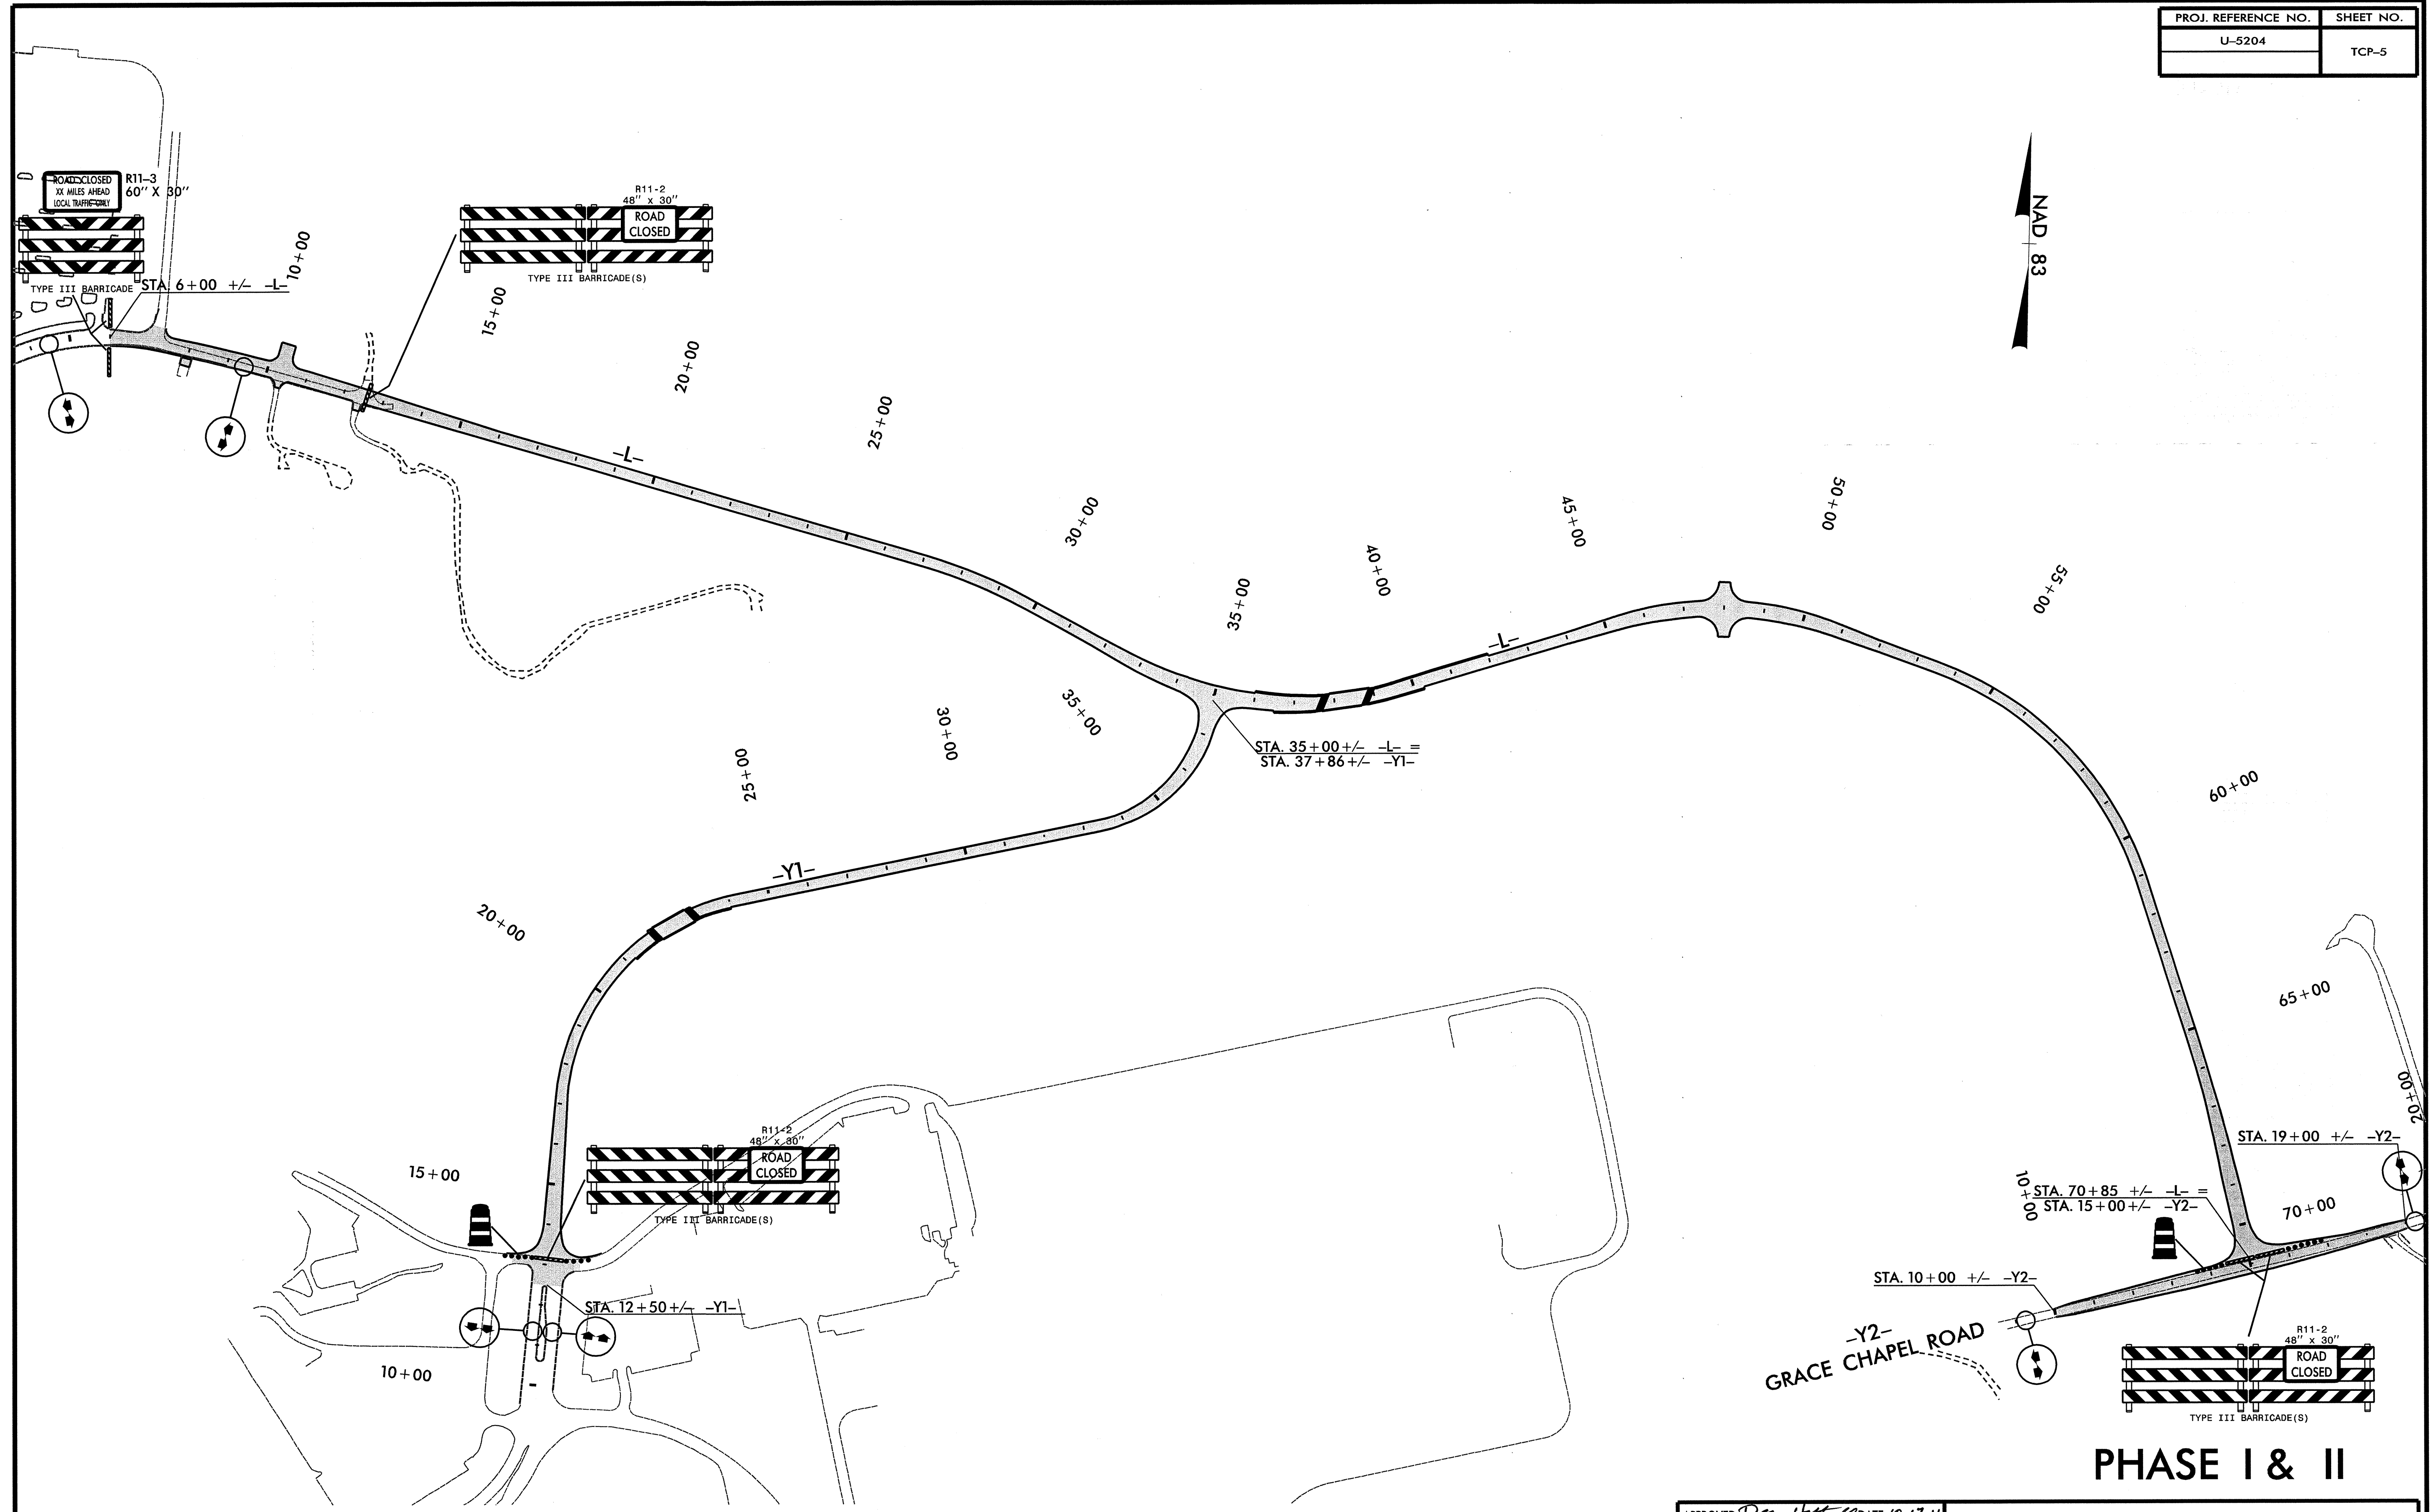 PROJ. REFERENCE NO.
SHEET NO.
U–5204
TCP–5
ROAD CLOSED
XX MILES AHEAD
LOCAL TRAFFIC ONLY
R11–3
60" X 30"
TYPE III BARRICADE
STA. 6+00 +/– –L–
10+00
R11-2
48" x 30"
ROAD
CLOSED
TYPE III BARRICADE(S)
15+00
20+00
25+00
NAD 83
–L–
30+00
35+00
40+00
45+00
50+00
55+00
–L–
STA. 35+00+/– –L– =
STA. 37+86+/– –Y1–
35+00
30+00
25+00
60+00
–Y1–
20+00
65+00
20+00
R11-2
48" x 30"
ROAD
CLOSED
TYPE III BARRICADE(S)
15+00
STA. 19+00 +/– –Y2–
10+00
STA. 70+85 +/– –L– =
STA. 15+00+/– –Y2–
70+00
STA. 12+50+/– –Y1–
10+00
STA. 10+00 +/– –Y2–
–Y2–
GRACE CHAPEL ROAD
R11-2
48" x 30"
ROAD
CLOSED
TYPE III BARRICADE(S)
PHASE I & II